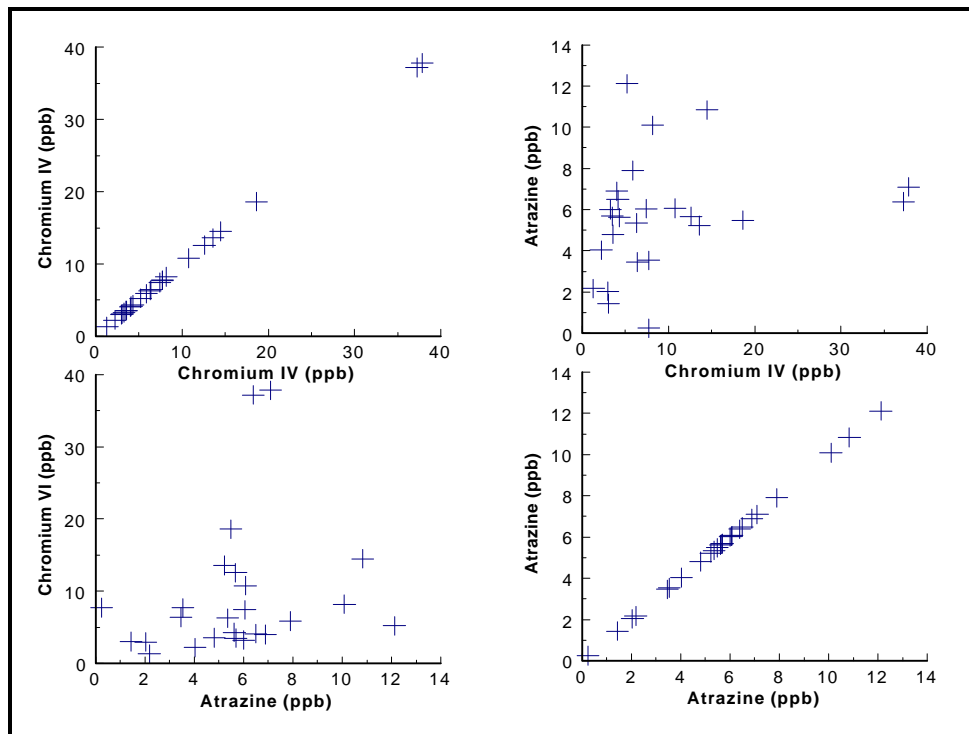 Chromium IV (ppb)
40
30
20
10
0
0 10 20 30 40
Chromium IV (ppb)
Atrazine (ppb)
14
12
10
8
6
4
2
0
0 10 20 30 40
Chromium IV (ppb)
Chromium VI (ppb)
40
30
20
10
0
0 2 4 6 8 10 12 14
Atrazine (ppb)
Atrazine (ppb)
14
12
10
8
6
4
2
0
0 2 4 6 8 10 12 14
Atrazine (ppb)